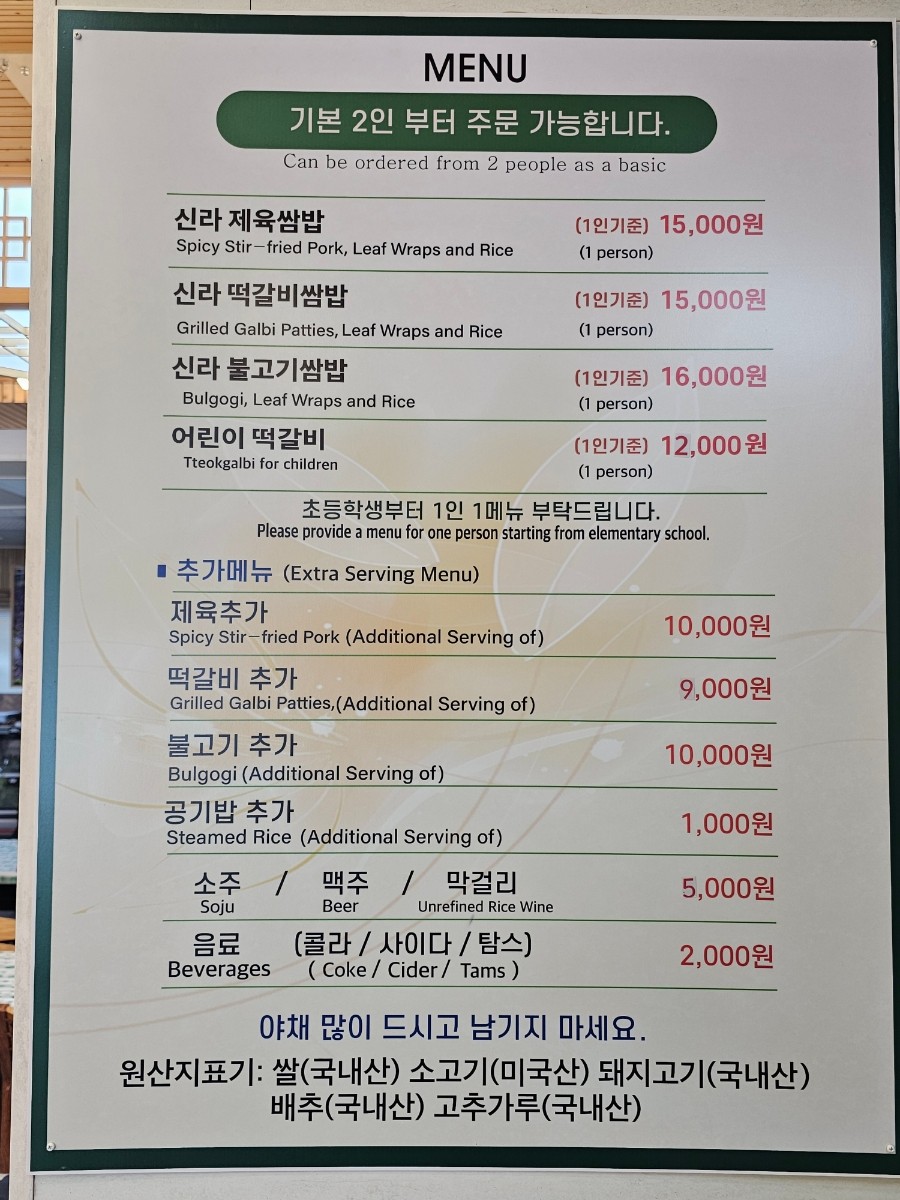 MENU
기본 2인 부터 주문 가능합니다.
Can be ordered from 2 people as a basic
신라 제육쌈밥 (1인기준) 15,000원
Spicy Stir-fried Pork, Leaf Wraps and Rice (1 person)
신라 떡갈비쌈밥 (1인기준) 15,000원
Grilled Galbi Patties, Leaf Wraps and Rice (1 person)
신라 불고기쌈밥 (1인기준) 16,000원
Bulgogi, Leaf Wraps and Rice (1 person)
어린이 떡갈비 (1인기준) 12,000원
Tteokgalbi for children (1 person)
초등학생부터 1인 1메뉴 부탁드립니다.
Please provide a menu for one person starting from elementary school.
추가메뉴 (Extra Serving Menu)
제육추가 10,000원
Spicy Stir-fried Pork (Additional Serving of)
떡갈비 추가 9,000원
Grilled Galbi Patties,(Additional Serving of)
불고기 추가 10,000원
Bulgogi (Additional Serving of)
공기밥 추가 1,000원
Steamed Rice (Additional Serving of)
소주 / 맥주 / 막걸리 5,000원
Soju Beer Unrefined Rice Wine
음료 (콜라 / 사이다 / 탐스) 2,000원
Beverages ( Coke / Cider / Tams )
야채 많이 드시고 남기지 마세요.
원산지표기: 쌀(국내산) 소고기(미국산) 돼지고기(국내산)
배추(국내산) 고추가루(국내산)